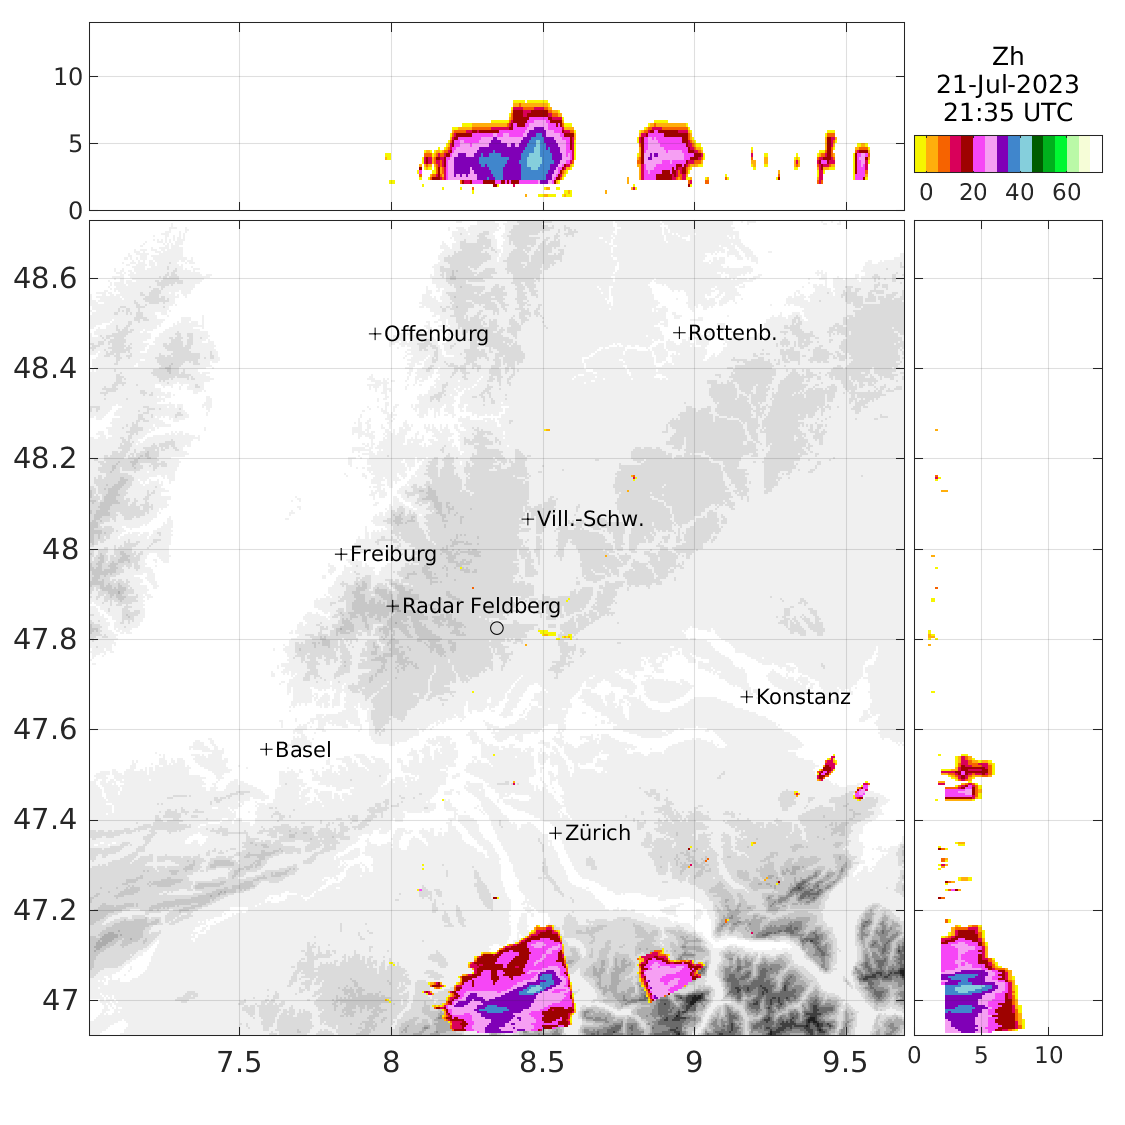 Zh
21-Jul-2023
21:35 UTC
10
5
0
0 20 40 60
48.6
48.4
48.2
48
47.8
47.6
47.4
47.2
47
+Offenburg
+Rottenb.
+Vill.-Schw.
+Freiburg
+Radar Feldberg
+Konstanz
+Basel
+Zürich
7.5 8 8.5 9 9.5
0 5 10